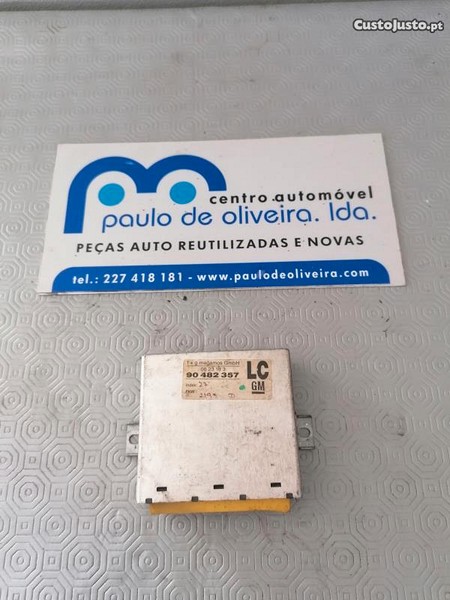 CustoJusto.pt
centro automóvel
paulo de oliveira. lda.
PEÇAS AUTO REUTILIZADAS E NOVAS
tel.: 227 418 181 - www.paulodeoliveira.com
90 482 357
LC
GM